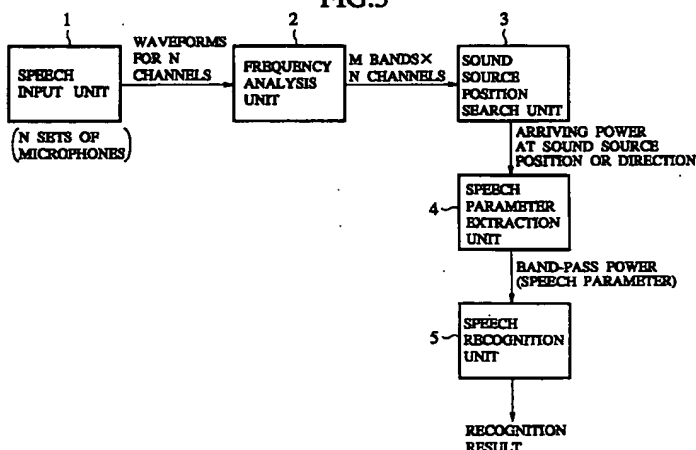 FIG.3
1
2
3
SPEECH
INPUT UNIT
(N SETS OF
MICROPHONES)
WAVEFORMS
FOR N
CHANNELS
FREQUENCY
ANALYSIS
UNIT
M BANDS×
N CHANNELS
SOUND
SOURCE
POSITION
SEARCH UNIT
ARRIVING POWER
AT SOUND SOURCE
POSITION OR DIRECTION
4
SPEECH
PARAMETER
EXTRACTION
UNIT
BAND-PASS POWER
(SPEECH PARAMETER)
5
SPEECH
RECOGNITION
UNIT
RECOGNITION
RESULT